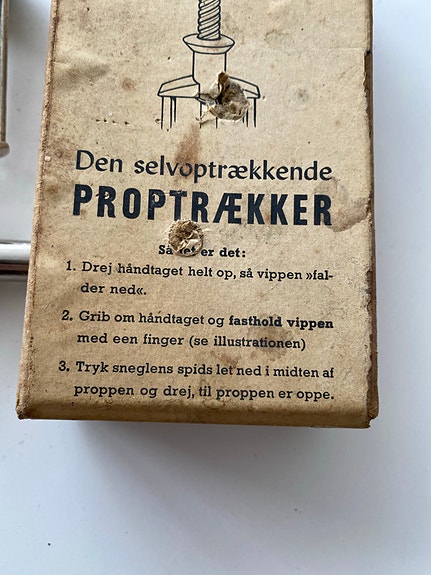 Den selvoptrækkende
PROPTRÆKKER
Så let er det:
1. Drej håndtaget helt op, så vippen »fal-
der ned«.
2. Grib om håndtaget og fasthold vippen
med een finger (se illustrationen)
3. Tryk sneglens spids let ned i midten af
proppen og drej, til proppen er oppe.